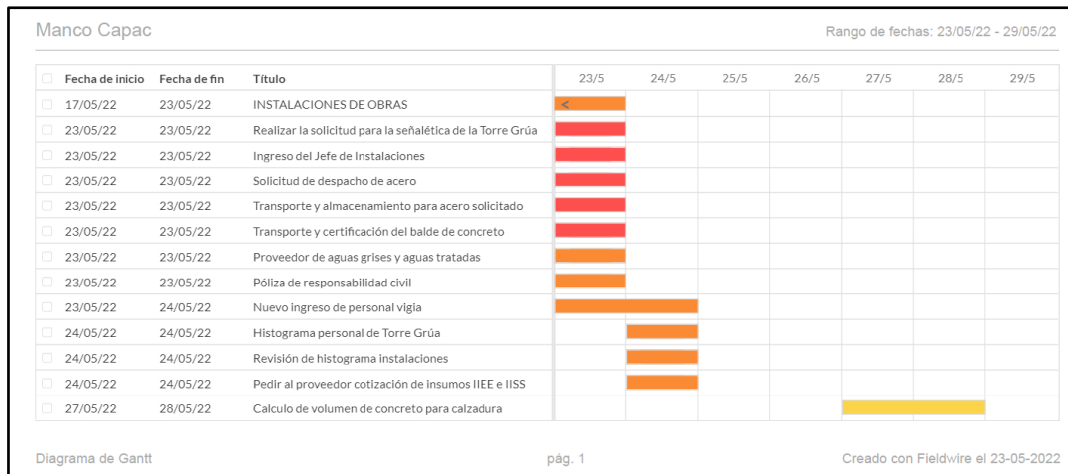 Manco Capac Rango de fechas: 23/05/22 - 29/05/22
Fecha de inicio Fecha de fin Título 23/5 24/5 25/5 26/5 27/5 28/5 29/5
17/05/22 23/05/22 INSTALACIONES DE OBRAS <
23/05/22 23/05/22 Realizar la solicitud para la señalética de la Torre Grúa
23/05/22 23/05/22 Ingreso del Jefe de Instalaciones
23/05/22 23/05/22 Solicitud de despacho de acero
23/05/22 23/05/22 Transporte y almacenamiento para acero solicitado
23/05/22 23/05/22 Transporte y certificación del balde de concreto
23/05/22 23/05/22 Proveedor de aguas grises y aguas tratadas
23/05/22 23/05/22 Póliza de responsabilidad civil
23/05/22 24/05/22 Nuevo ingreso de personal vigia
24/05/22 24/05/22 Histograma personal de Torre Grúa
24/05/22 24/05/22 Revisión de histograma instalaciones
24/05/22 24/05/22 Pedir al proveedor cotización de insumos IIEE e IISS
27/05/22 28/05/22 Calculo de volumen de concreto para calzadura
Diagrama de Gantt pág. 1 Creado con Fieldwire el 23-05-2022